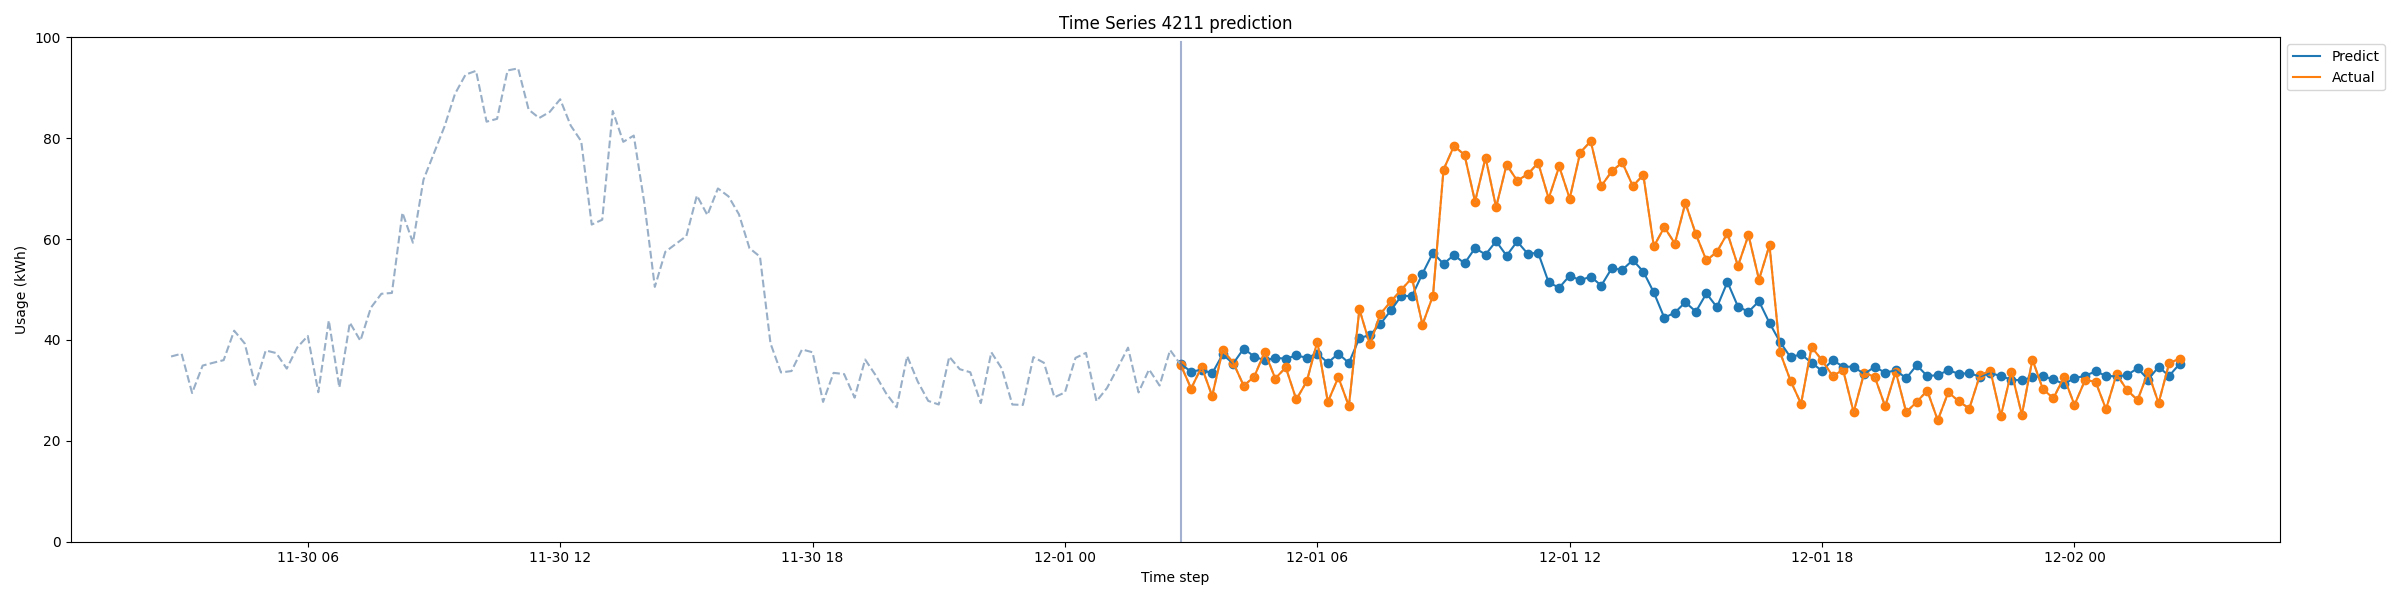 Time Series 4211 prediction
Predict
Actual
Usage (kWh)
100
80
60
40
20
0
11-30 06
11-30 12
11-30 18
12-01 00
12-01 06
12-01 12
12-01 18
12-02 00
Time step